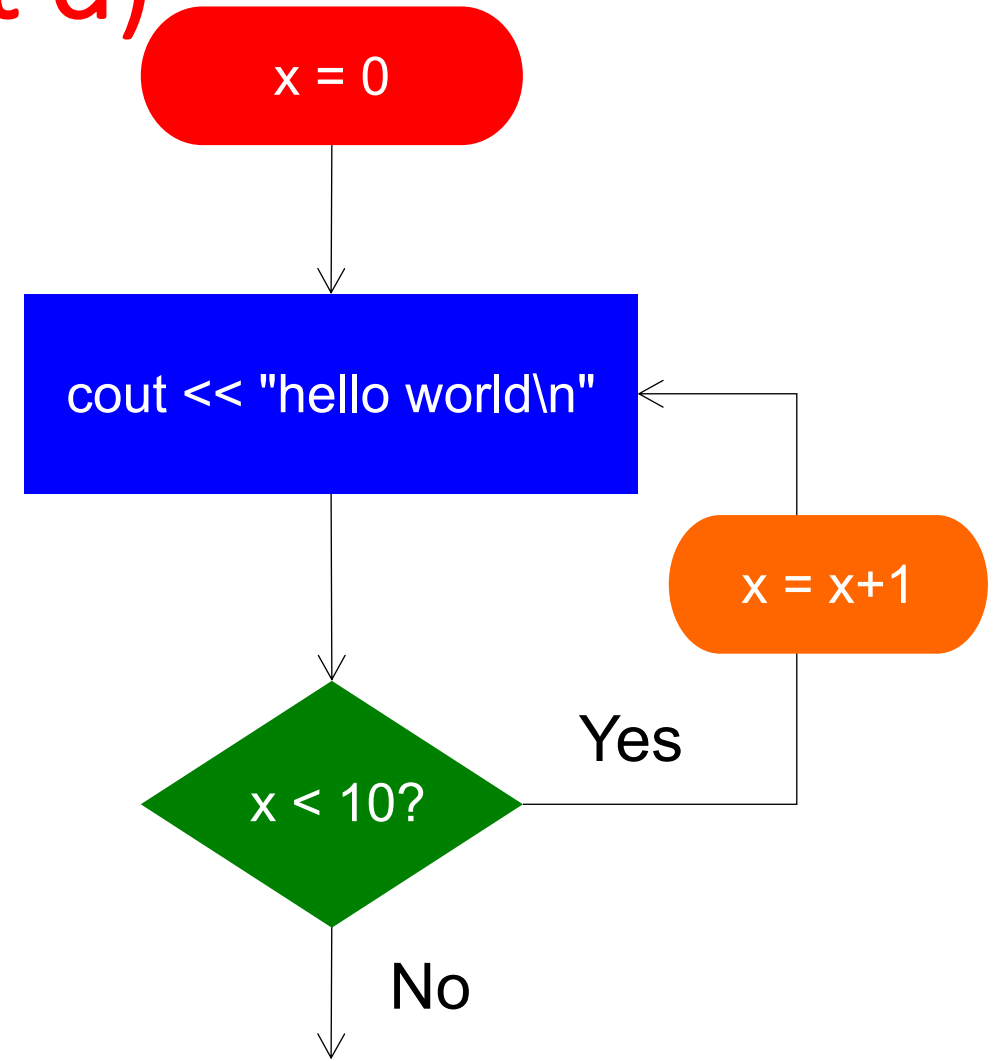 x = 0
cout << "hello world\n"
x = x+1
Yes
x < 10?
No